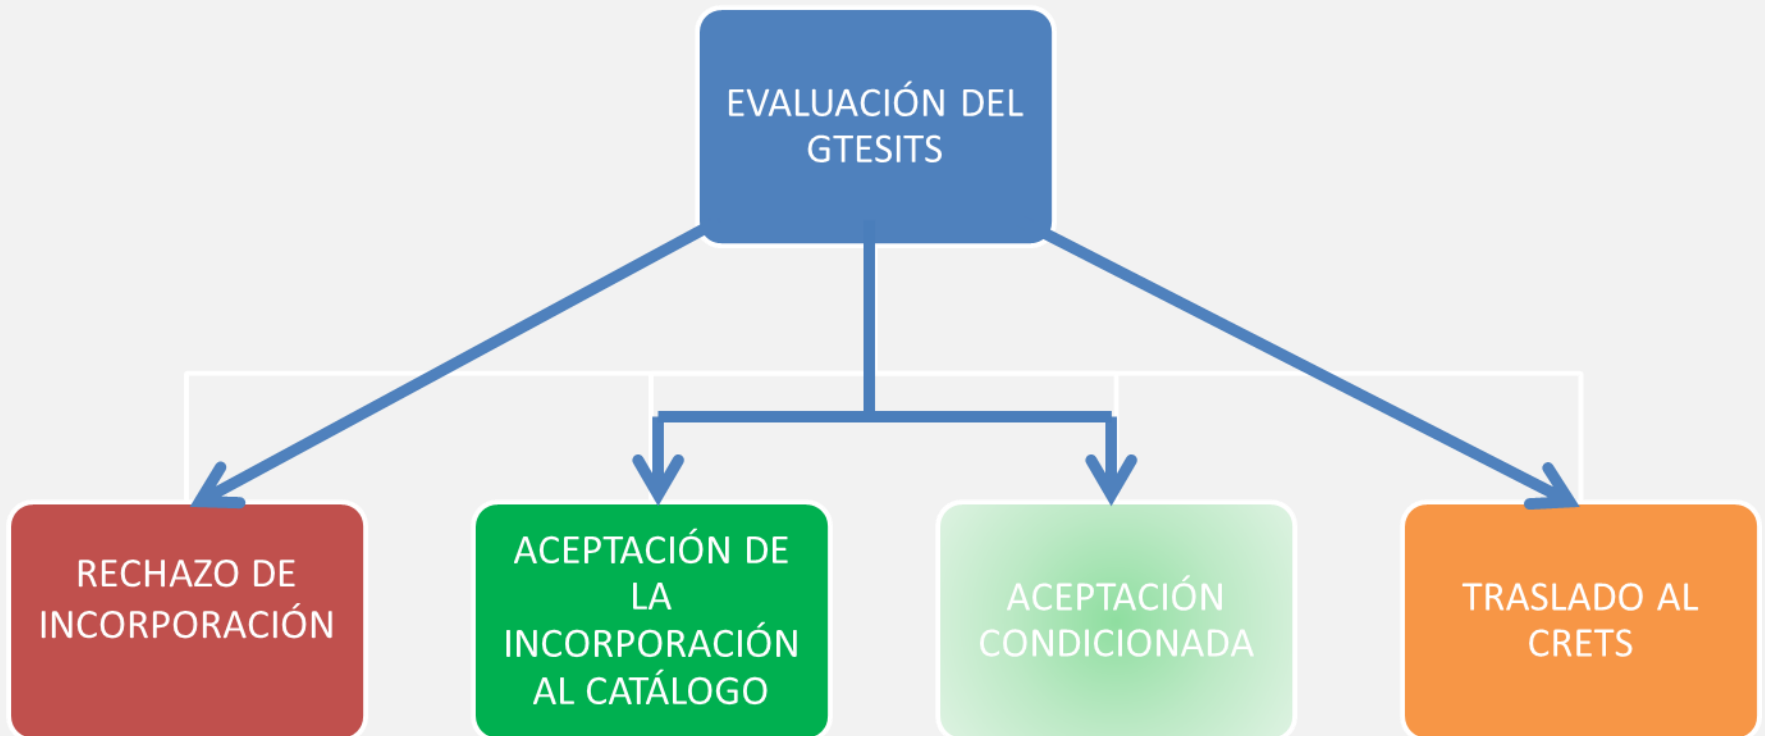 EVALUACIÓN DEL
GTESITS
RECHAZO DE
INCORPORACIÓN
ACEPTACIÓN DE
LA
INCORPORACIÓN
AL CATÁLOGO
ACEPTACIÓN
CONDICIONADA
TRASLADO AL
CRETS